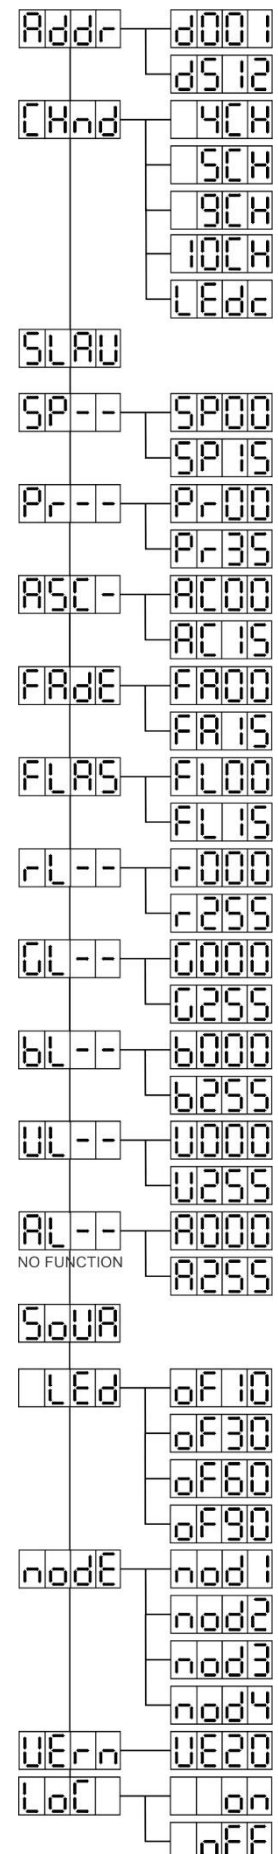 Addr d001
dS12
CHnd 4CH
5CH
9CH
10CH
LEdc
SLAU
SP-- SP00
SP15
Pr-- Pr00
Pr35
ASC- AC00
AC15
FAdE FA00
FA15
FLAS FL00
FL15
rL-- r000
r255
GL-- G000
G255
bL-- b000
b255
UL-- U000
U255
AL-- A000
NO FUNCTION
A255
SoUA
LEd oF10
oF30
oF60
oF90
nodE nod1
nod2
nod3
nod4
UErn UE20
LoC on
oFF